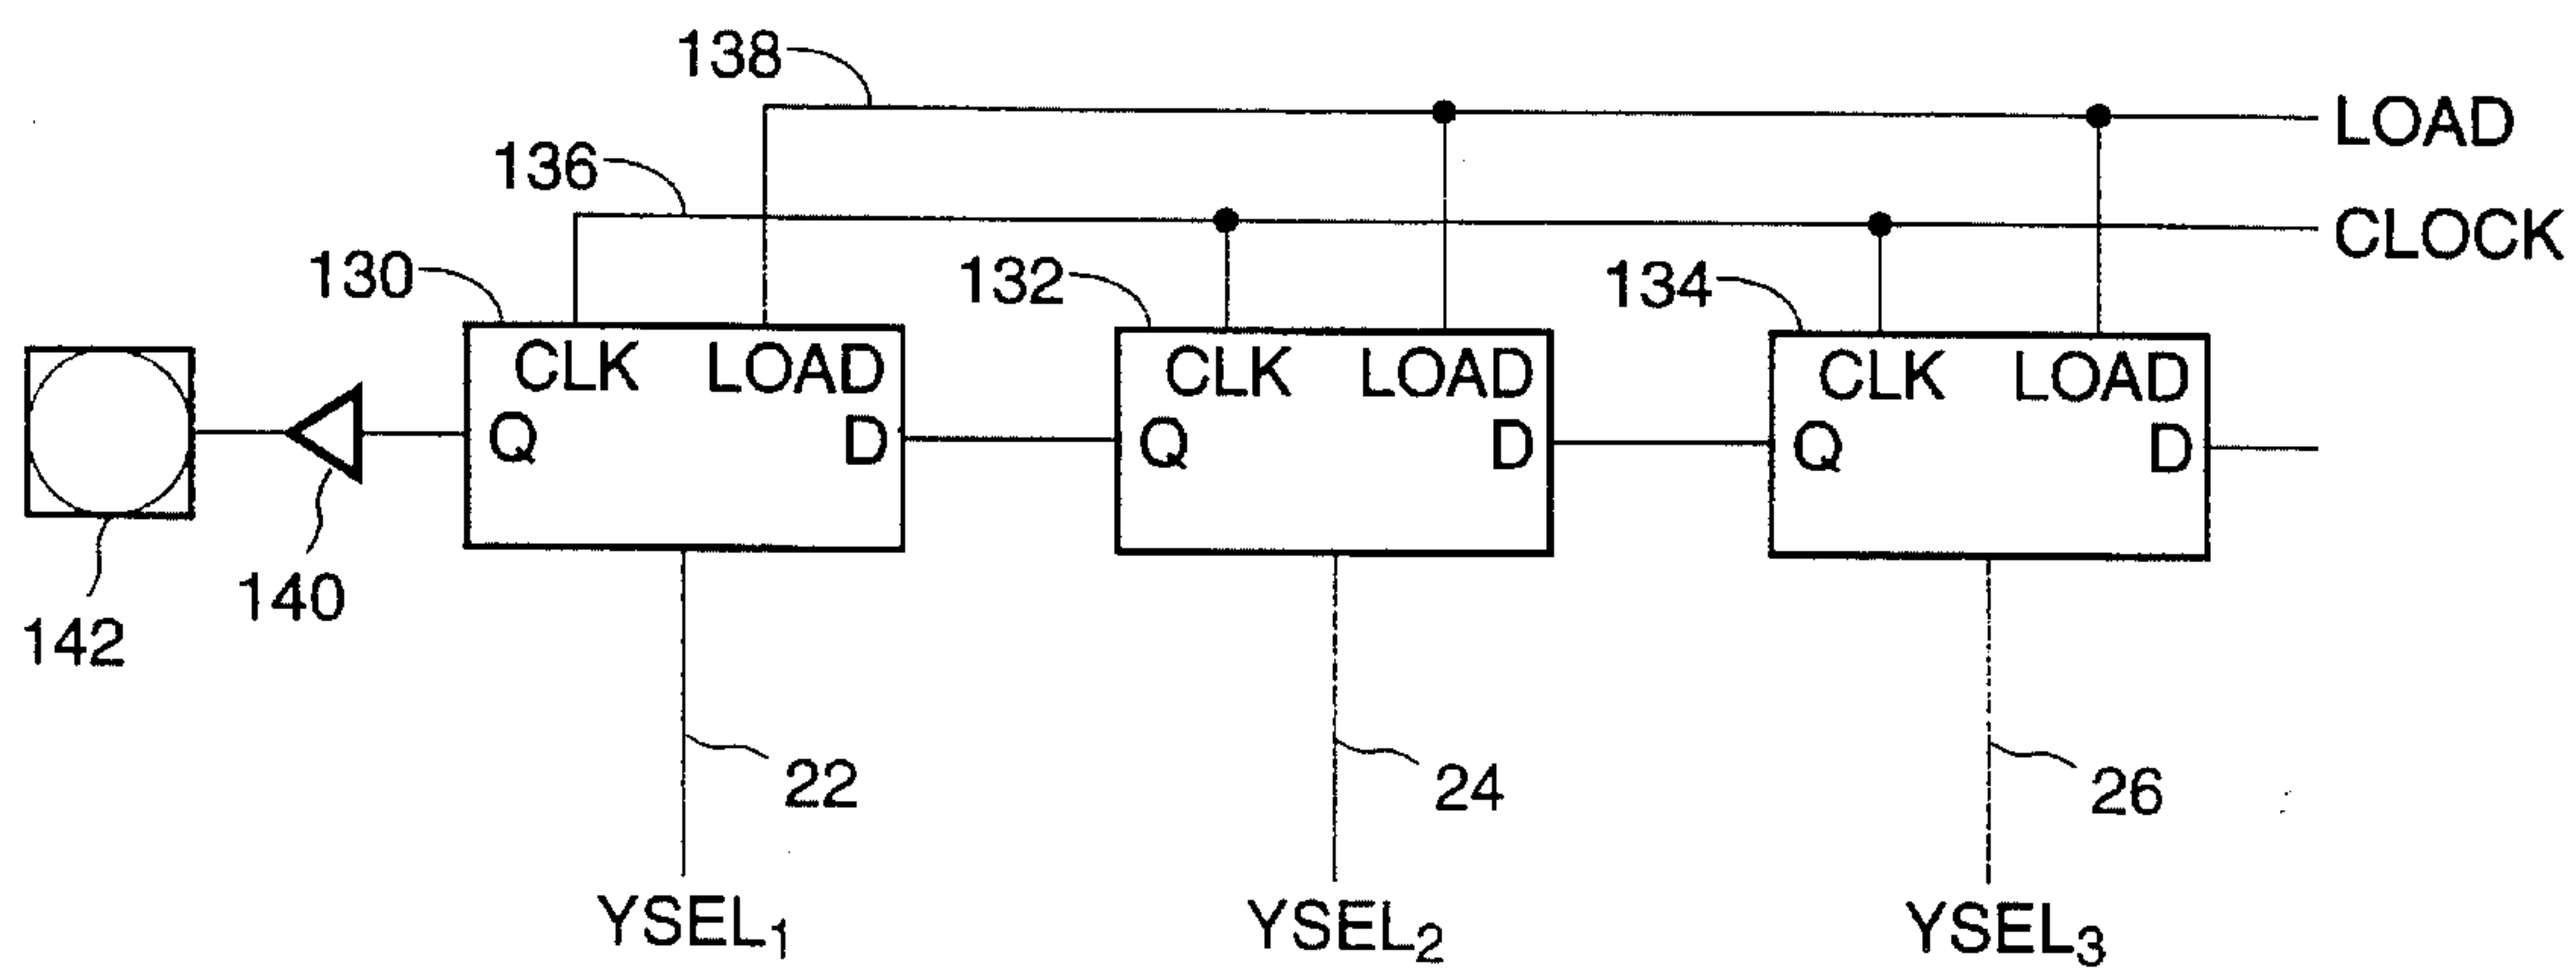 138
LOAD
136
CLOCK
130
132
134
CLK LOAD
Q D
CLK LOAD
Q D
CLK LOAD
Q D
142
140
22
24
26
YSEL1
YSEL2
YSEL3